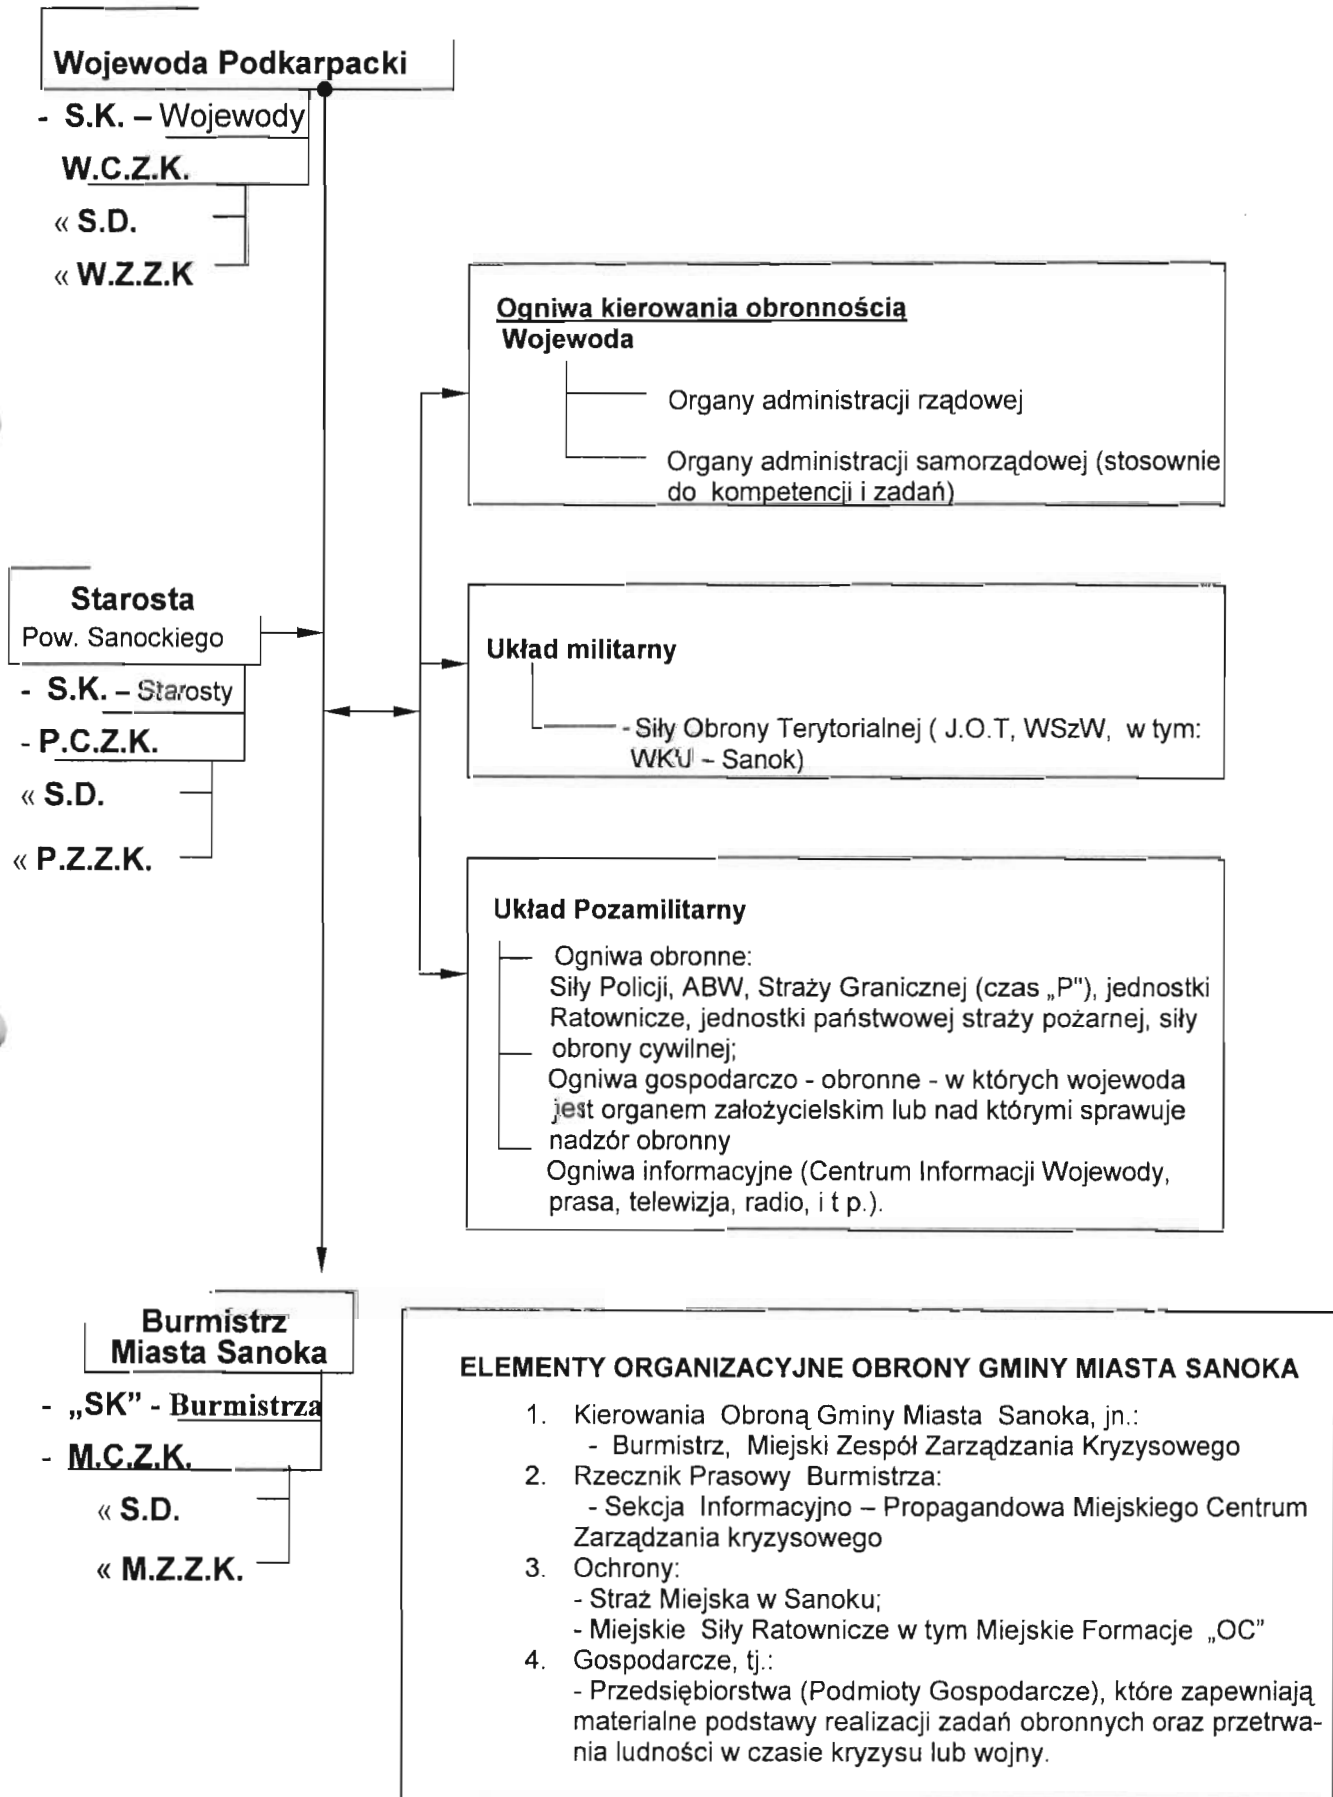 Wojewoda Podkarpacki
- S.K. – Wojewody
W.C.Z.K.
« S.D.
« W.Z.Z.K
Ogniwa kierowania obronnością
Wojewoda
Organy administracji rządowej
Organy administracji samorządowej (stosownie
do kompetencji i zadań)
Starosta
Pow. Sanockiego
- S.K. – Starosty
- P.C.Z.K.
« S.D.
« P.Z.Z.K.
Układ militarny
- Siły Obrony Terytorialnej ( J.O.T, WSzW, w tym:
WKU – Sanok)
Układ Pozamilitarny
Ogniwa obronne:
Siły Policji, ABW, Straży Granicznej (czas „P"), jednostki
Ratownicze, jednostki państwowej straży pożarnej, siły
obrony cywilnej;
Ogniwa gospodarczo - obronne - w których wojewoda
jest organem założycielskim lub nad którymi sprawuje
nadzór obronny
Ogniwa informacyjne (Centrum Informacji Wojewody,
prasa, telewizja, radio, i t p.).
Burmistrz
Miasta Sanoka
- „SK” - Burmistrza
- M.C.Z.K.
« S.D.
« M.Z.Z.K.
ELEMENTY ORGANIZACYJNE OBRONY GMINY MIASTA SANOKA
1. Kierowania Obroną Gminy Miasta Sanoka, jn.:
- Burmistrz, Miejski Zespół Zarządzania Kryzysowego
2. Rzecznik Prasowy Burmistrza:
- Sekcja Informacyjno – Propagandowa Miejskiego Centrum
Zarządzania kryzysowego
3. Ochrony:
- Straż Miejska w Sanoku;
- Miejskie Siły Ratownicze w tym Miejskie Formacje „OC”
4. Gospodarcze, tj.:
- Przedsiębiorstwa (Podmioty Gospodarcze), które zapewniają
materialne podstawy realizacji zadań obronnych oraz przetrwa-
nia ludności w czasie kryzysu lub wojny.